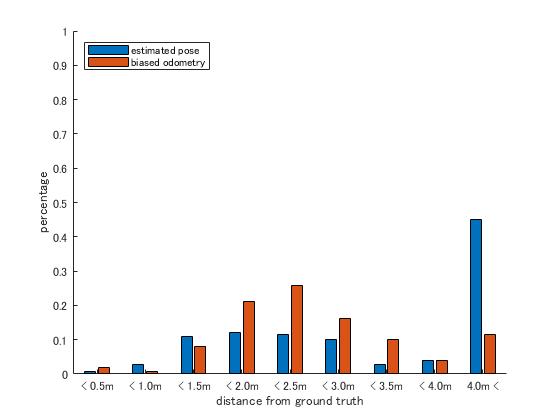 estimated pose
biased odometry
1
0.9
0.8
0.7
0.6
0.5
0.4
0.3
0.2
0.1
0
percentage
< 0.5m < 1.0m < 1.5m < 2.0m < 2.5m < 3.0m < 3.5m < 4.0m 4.0m <
distance from ground truth